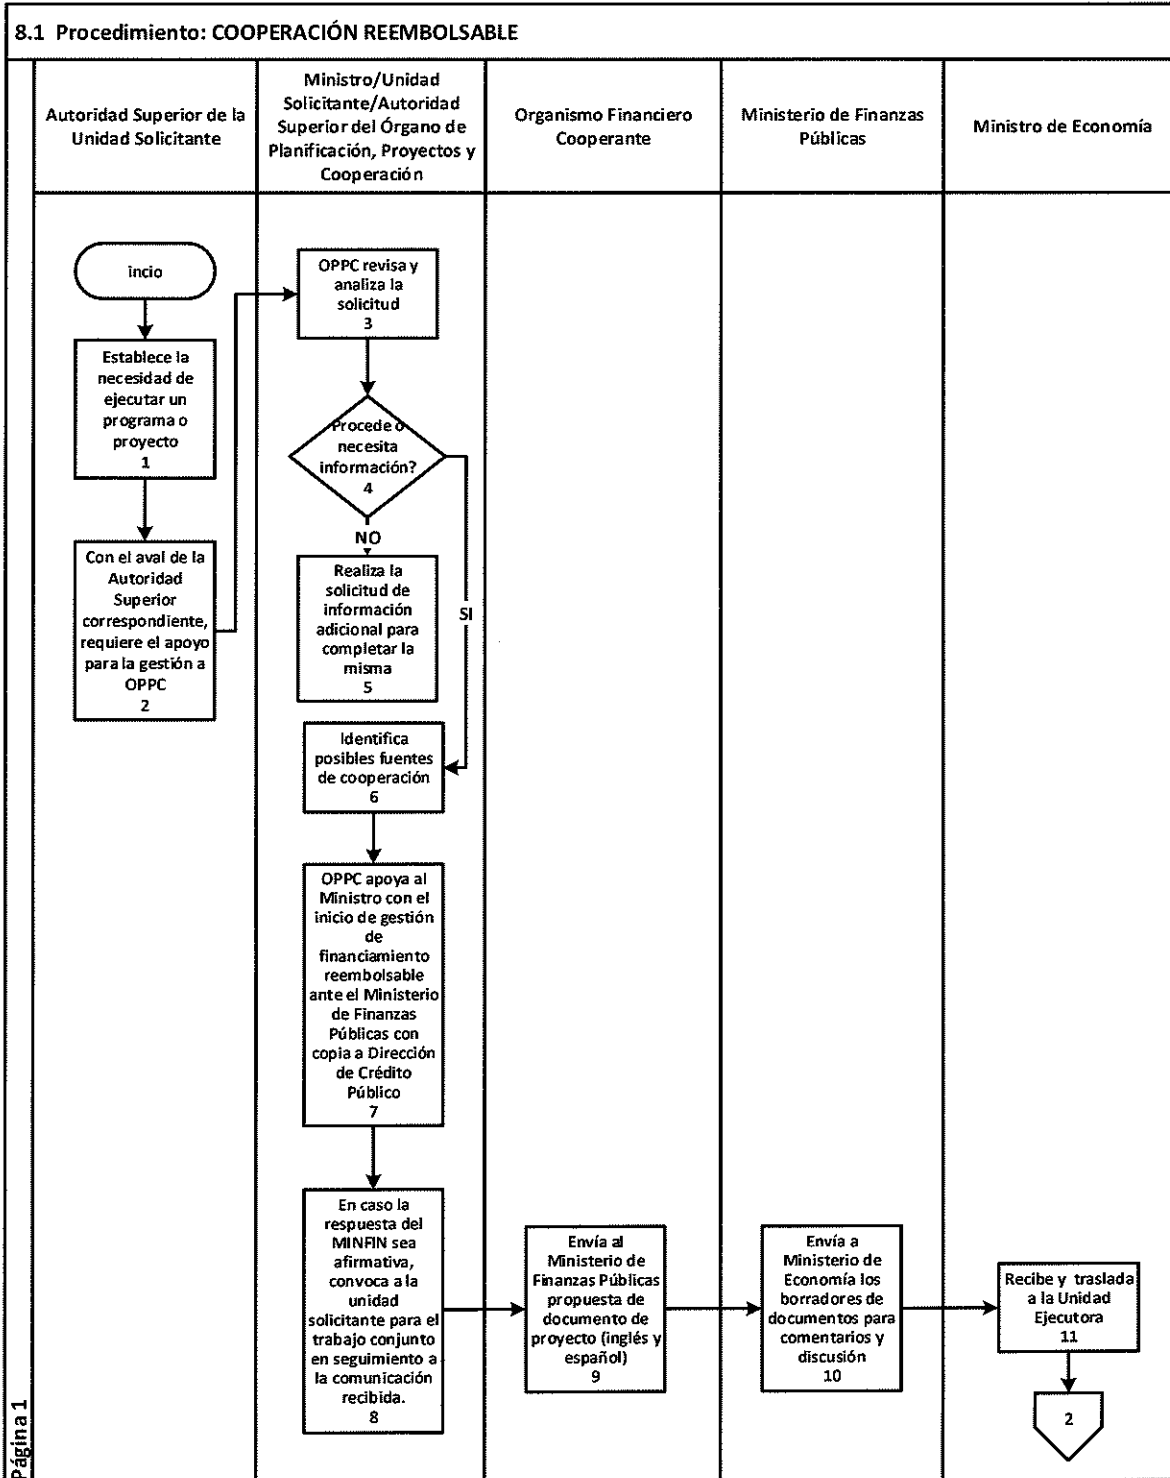 8.1 Procedimiento: COOPERACIÓN REEMBOLSABLE
Autoridad Superior de la
Unidad Solicitante
Ministro/Unidad
Solicitante/Autoridad
Superior del Órgano de
Planificación, Proyectos y
Cooperación
Organismo Financiero
Cooperante
Ministerio de Finanzas
Públicas
Ministro de Economía
incio
Establece la
necesidad de
ejecutar un
programa o
proyecto
1
Con el aval de la
Autoridad
Superior
correspondiente,
requiere el apoyo
para la gestión a
OPPC
2
OPPC revisa y
analiza la
solicitud
3
Procede o
necesita
información?
4
NO
SI
Realiza la
solicitud de
información
adicional para
completar la
misma
5
Identifica
posibles fuentes
de cooperación
6
OPPC apoya al
Ministro con el
inicio de gestión
de
financiamiento
reembolsable
ante el Ministerio
de Finanzas
Públicas con
copia a Dirección
de Crédito
Público
7
En caso la
respuesta del
MINFIN sea
afirmativa,
convoca a la
unidad
solicitante para el
trabajo conjunto
en seguimiento a
la comunicación
recibida.
8
Envía al
Ministerio de
Finanzas Públicas
propuesta de
documento de
proyecto (inglés y
español)
9
Envía a
Ministerio de
Economía los
borradores de
documentos para
comentarios y
discusión
10
Recibe y traslada
a la Unidad
Ejecutora
11
2
Página 1